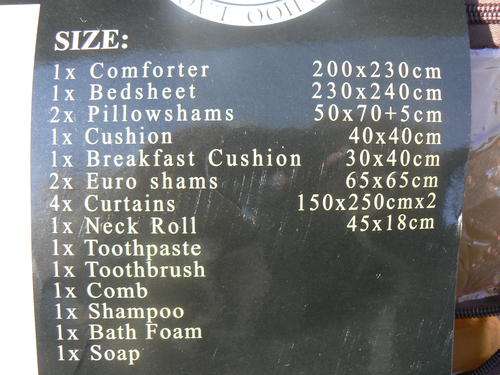 SIZE:
1x Comforter 200x230cm
1x Bedsheet 230x240cm
2x Pillowshams 50x70+5cm
1x Cushion 40x40cm
1x Breakfast Cushion 30x40cm
2x Euro shams 65x65cm
4x Curtains 150x250cmx2
1x Neck Roll 45x18cm
1x Toothpaste
1x Toothbrush
1x Comb
1x Shampoo
1x Bath Foam
1x Soap